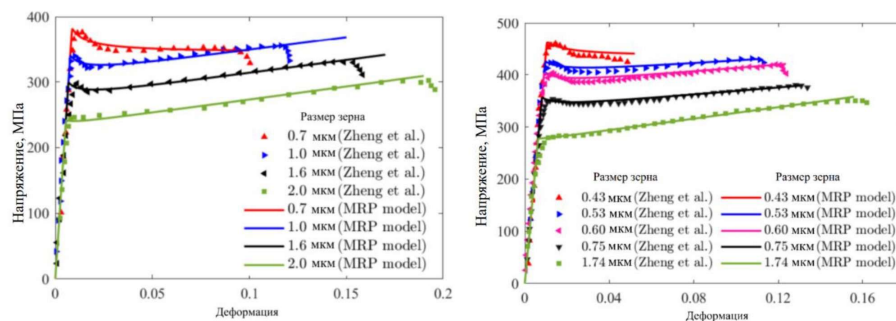 400
300
200
100
0
Напряжение, МПа
Размер зерна
0.7 мкм (Zheng et al.)
1.0 мкм (Zheng et al.)
1.6 мкм (Zheng et al.)
2.0 мкм (Zheng et al.)
0.7 мкм (MRP model)
1.0 мкм (MRP model)
1.6 мкм (MRP model)
2.0 мкм (MRP model)
0 0.05 0.1 0.15 0.2
Деформация
500
400
300
200
100
0
Напряжение, МПа
Размер зерна Размер зерна
0.43 мкм (Zheng et al.) 0.43 мкм (MRP model)
0.53 мкм (Zheng et al.) 0.53 мкм (MRP model)
0.60 мкм (Zheng et al.) 0.60 мкм (MRP model)
0.75 мкм (Zheng et al.) 0.75 мкм (MRP model)
1.74 мкм (Zheng et al.) 1.74 мкм (MRP model)
0 0.04 0.08 0.12 0.16
Деформация